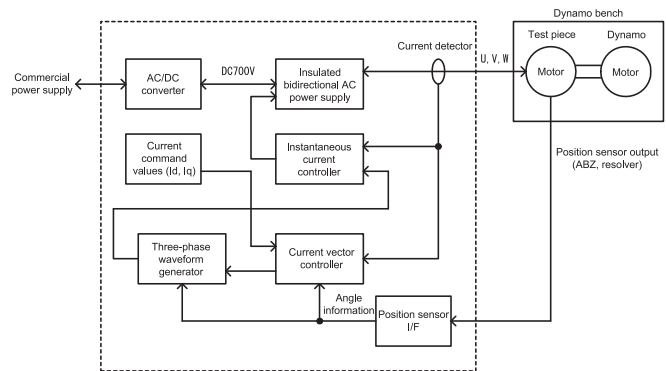 Dynamo bench
Test piece
Dynamo
Motor
Motor
Current detector
U, V, W
Commercial
power supply
AC/DC
converter
DC700V
Insulated
bidirectional AC
power supply
Current
command
values (Id, Iq)
Instantaneous
current
controller
Position sensor output
(ABZ, resolver)
Three-phase
waveform
generator
Current vector
controller
Angle
information
Position sensor
I/F